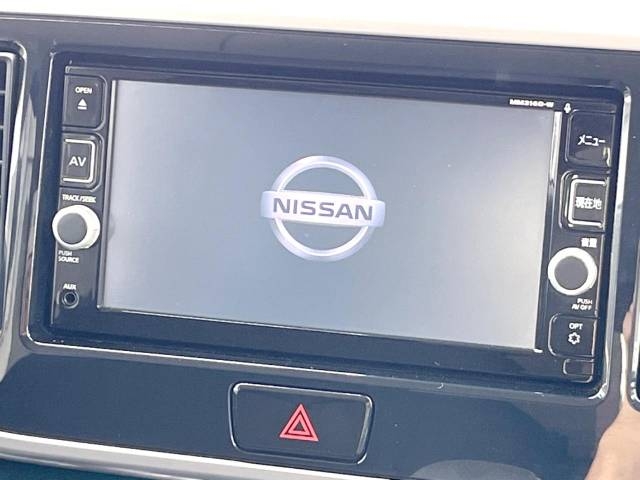 OPEN
AV
TRACK/SEEK
PUSH
SOURCE
AUX
NISSAN
MM316D-W
メニュー
現在地
音量
PUSH
AV OFF
OPT